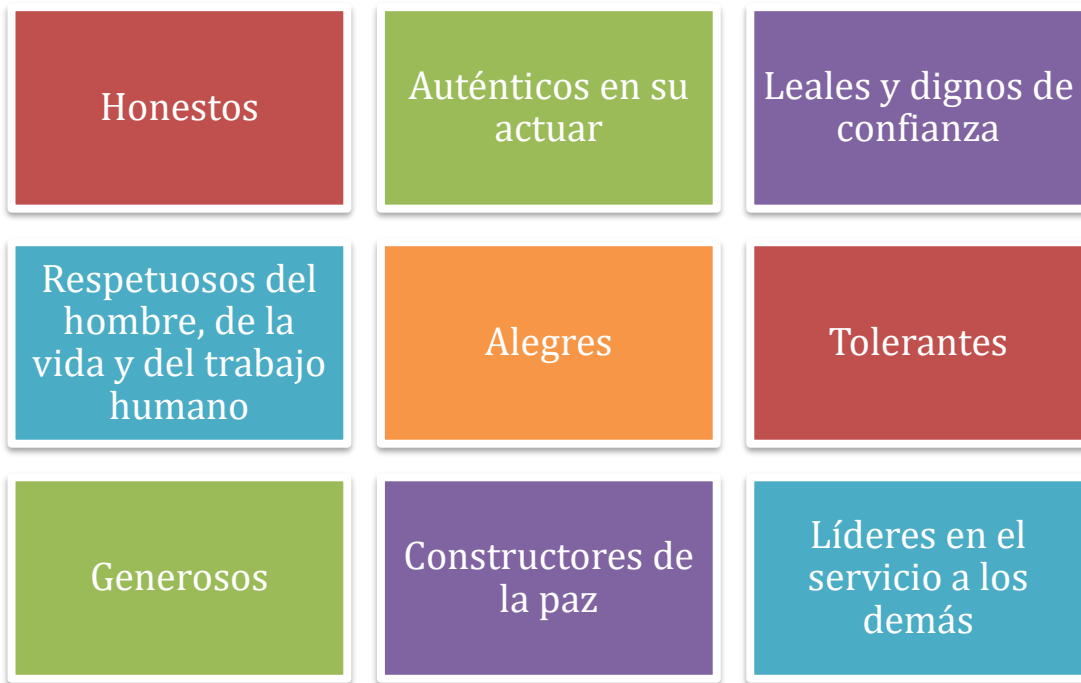 Honestos
Auténticos en su
actuar
Leales y dignos de
confianza
Respetuosos del
hombre, de la
vida y del trabajo
humano
Alegres
Tolerantes
Generosos
Constructores de
la paz
Líderes en el
servicio a los
demás